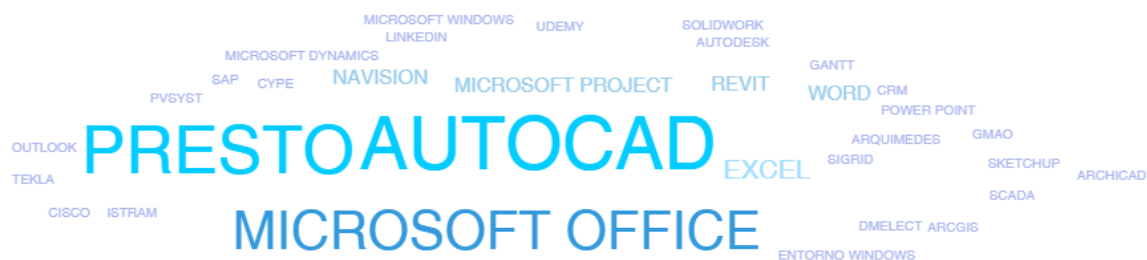 MICROSOFT WINDOWS
UDEMY
SOLIDWORK
LINKEDIN
AUTODESK
MICROSOFT DYNAMICS
GANTT
SAP
CYPE
NAVISION
MICROSOFT PROJECT
REVIT
WORD
CRM
PVSYST
POWER POINT
OUTLOOK
PRESTO
AUTOCAD
ARQUIMEDES
GMAO
EXCEL
SIGRID
SKETCHUP
TEKLA
ARCHICAD
SCADA
CISCO
ISTRAM
MICROSOFT OFFICE
DMELECT
ARCGIS
ENTORNO WINDOWS